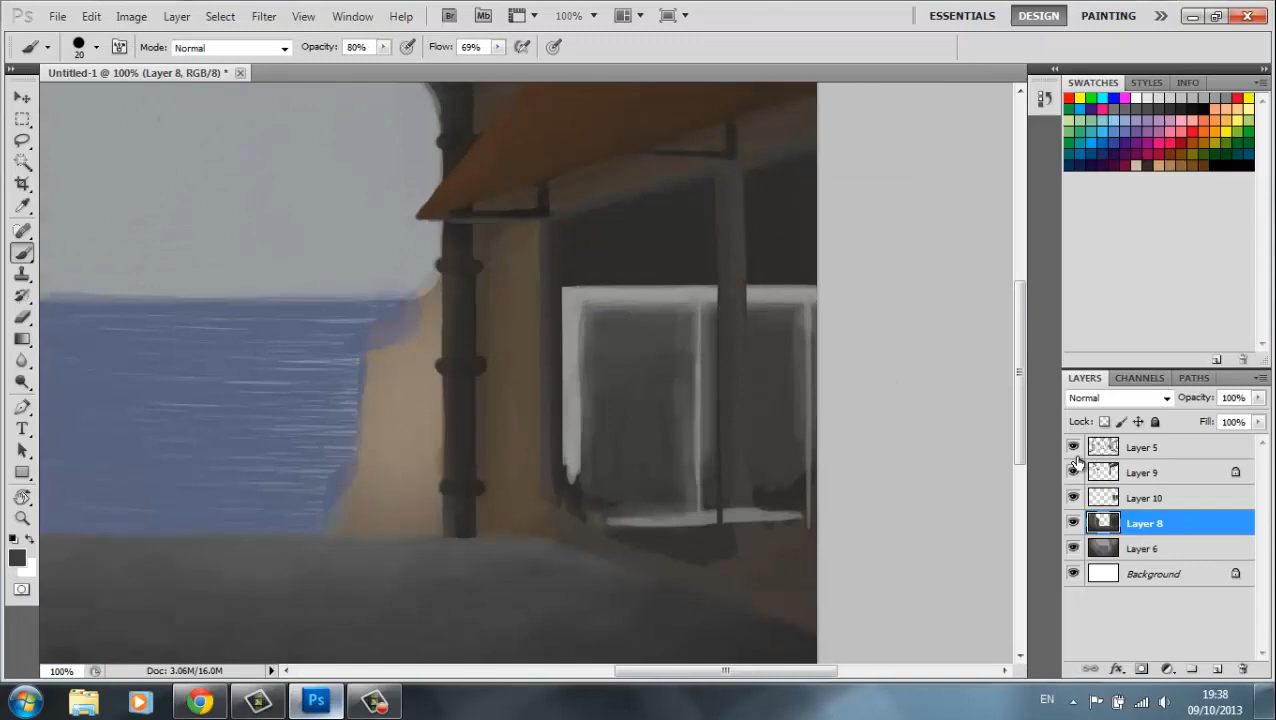 Ps File Edit Image Layer Select Filter View Window Help Br Mb 100% ESSENTIALS DESIGN PAINTING
20 Mode: Normal Opacity: 80% Flow: 69%
Untitled-1 @ 100% (Layer 8, RGB/8) *
SWATCHES STYLES INFO
LAYERS CHANNELS PATHS
Normal Opacity: 100%
Lock: Fill: 100%
Layer 5
Layer 9
Layer 10
Layer 8
Layer 6
Background
100% Doc: 3.06M/16.0M
Ps EN 19:38
09/10/2013